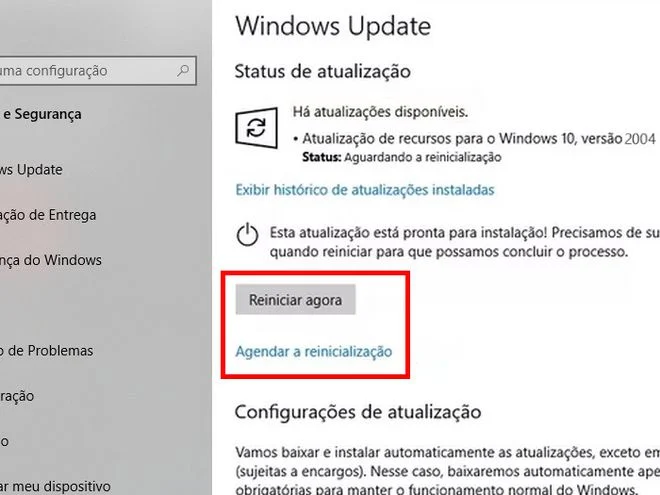 Windows Update
Status de atualização
uma configuração
Há atualizações disponíveis.
e Segurança
• Atualização de recursos para o Windows 10, versão 2004
Status: Aguardando a reinicialização
ws Update
Exibir histórico de atualizações instaladas
ação de Entrega
Esta atualização está pronta para instalação! Precisamos de su
quando reiniciar para que possamos concluir o processo.
nça do Windows
Reiniciar agora
o de Problemas
Agendar a reinicialização
ração
Configurações de atualização
o
Vamos baixar e instalar automaticamente as atualizações, exceto em
(sujeitas a encargos). Nesse caso, baixaremos automaticamente ape
ar meu dispositivo
obrigatórias para manter o funcionamento normal do Windows.